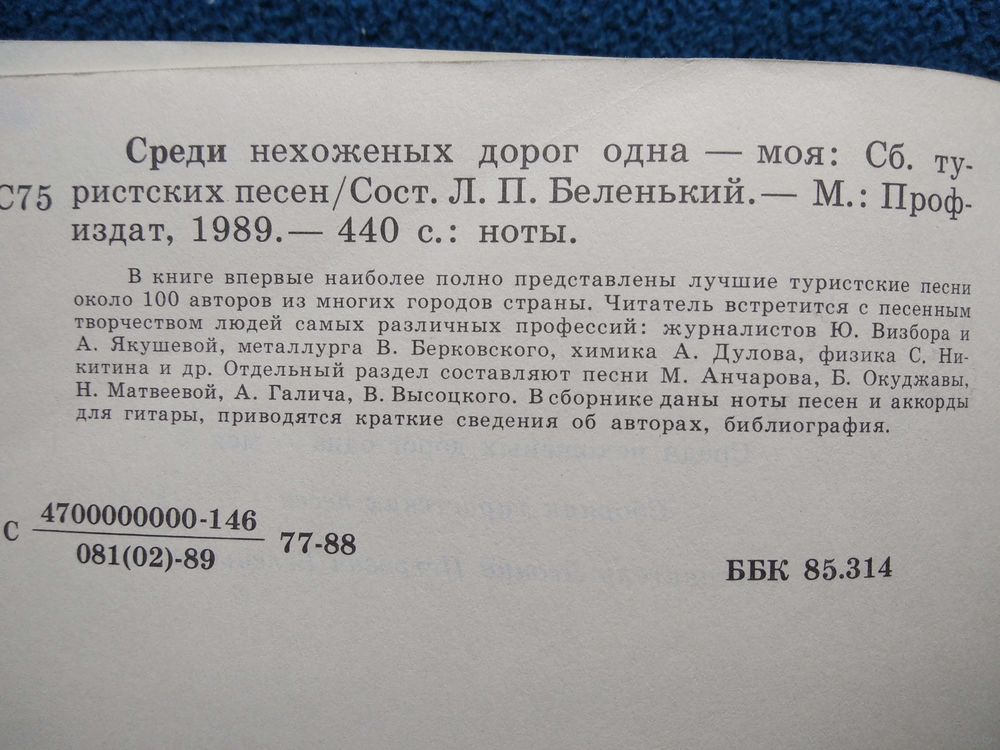 Среди нехоженых дорог одна — моя: Сб. ту-
С75 ристских песен/Сост. Л. П. Беленький.— М.: Проф-
издат, 1989.— 440 с.: ноты.
В книге впервые наиболее полно представлены лучшие туристские песни
около 100 авторов из многих городов страны. Читатель встретится с песенным
творчеством людей самых различных профессий: журналистов Ю. Визбора и
А. Якушевой, металлурга В. Берковского, химика А. Дулова, физика С. Ни-
китина и др. Отдельный раздел составляют песни М. Анчарова, Б. Окуджавы,
Н. Матвеевой, А. Галича, В. Высоцкого. В сборнике даны ноты песен и аккорды
для гитары, приводятся краткие сведения об авторах, библиография.
С 4700000000-146
081(02)-89
77-88
ББК 85.314